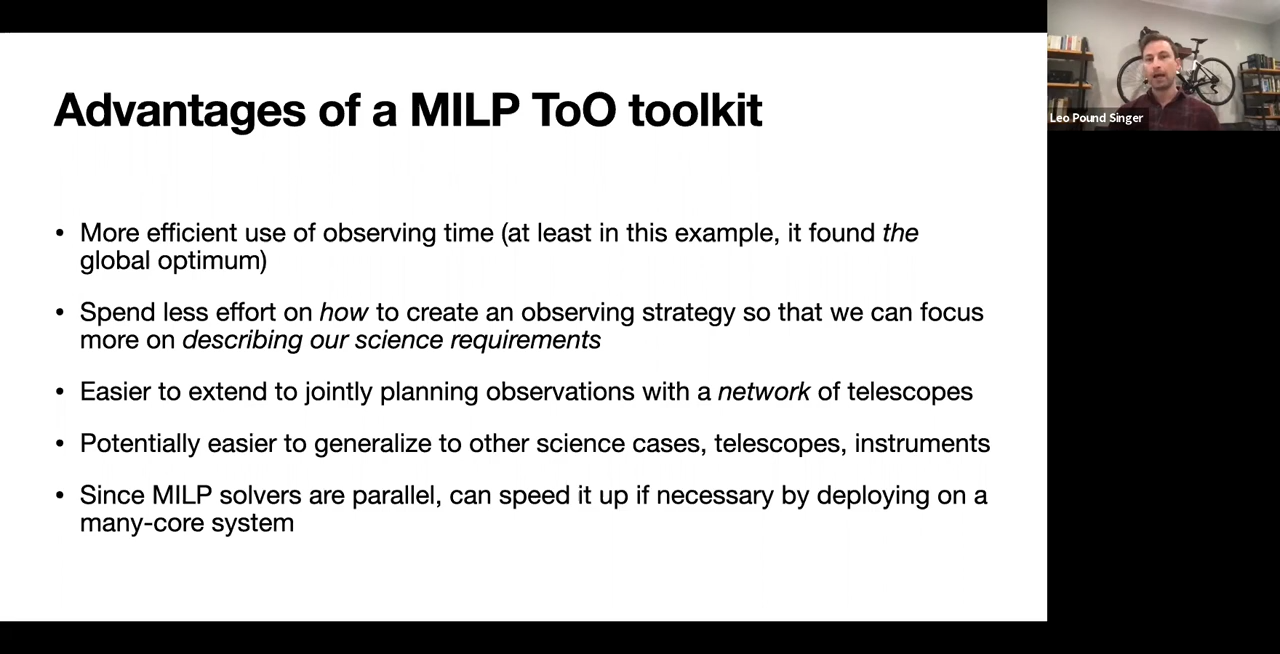 Advantages of a MILP ToO toolkit
• More efficient use of observing time (at least in this example, it found the
global optimum)
• Spend less effort on how to create an observing strategy so that we can focus
more on describing our science requirements
• Easier to extend to jointly planning observations with a network of telescopes
• Potentially easier to generalize to other science cases, telescopes, instruments
• Since MILP solvers are parallel, can speed it up if necessary by deploying on a
many-core system
Leo Pound Singer